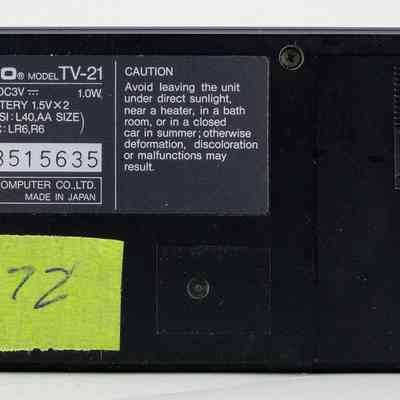 O® MODEL TV-21
DC3V 1.0W
TERY 1.5V×2
SI: L40, AA SIZE)
: LR6, R6
3515635
COMPUTER CO., LTD.
MADE IN JAPAN
CAUTION
Avoid leaving the unit
under direct sunlight,
near a heater, in a bath
room, or in a closed
car in summer; otherwise
deformation, discoloration
or malfunctions may
result.
72